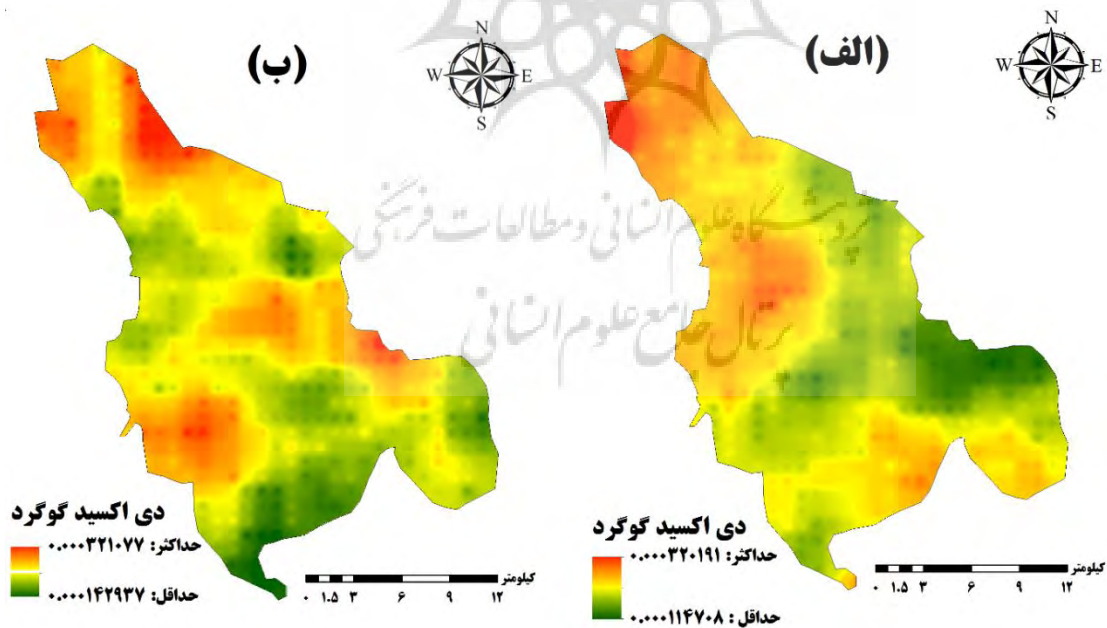 (الف)
N
W E
S
دی اکسید گوگرد
حداکثر: ۰.۰۰۰۳۲۰۱۹۱
حداقل : ۰.۰۰۰۱۱۴۷۰۸
کیلومتر
۰ ۱.۵ ۳ ۶ ۹ ۱۲
(ب)
N
W E
S
دی اکسید گوگرد
حداکثر: ۰.۰۰۰۳۲۱۰۷۷
حداقل: ۰.۰۰۰۱۴۲۹۳۷
کیلومتر
۰ ۱.۵ ۳ ۶ ۹ ۱۲
پژوهشگاه علوم انسانی و مطالعات فرهنگی
پرتال جامع علوم انسانی